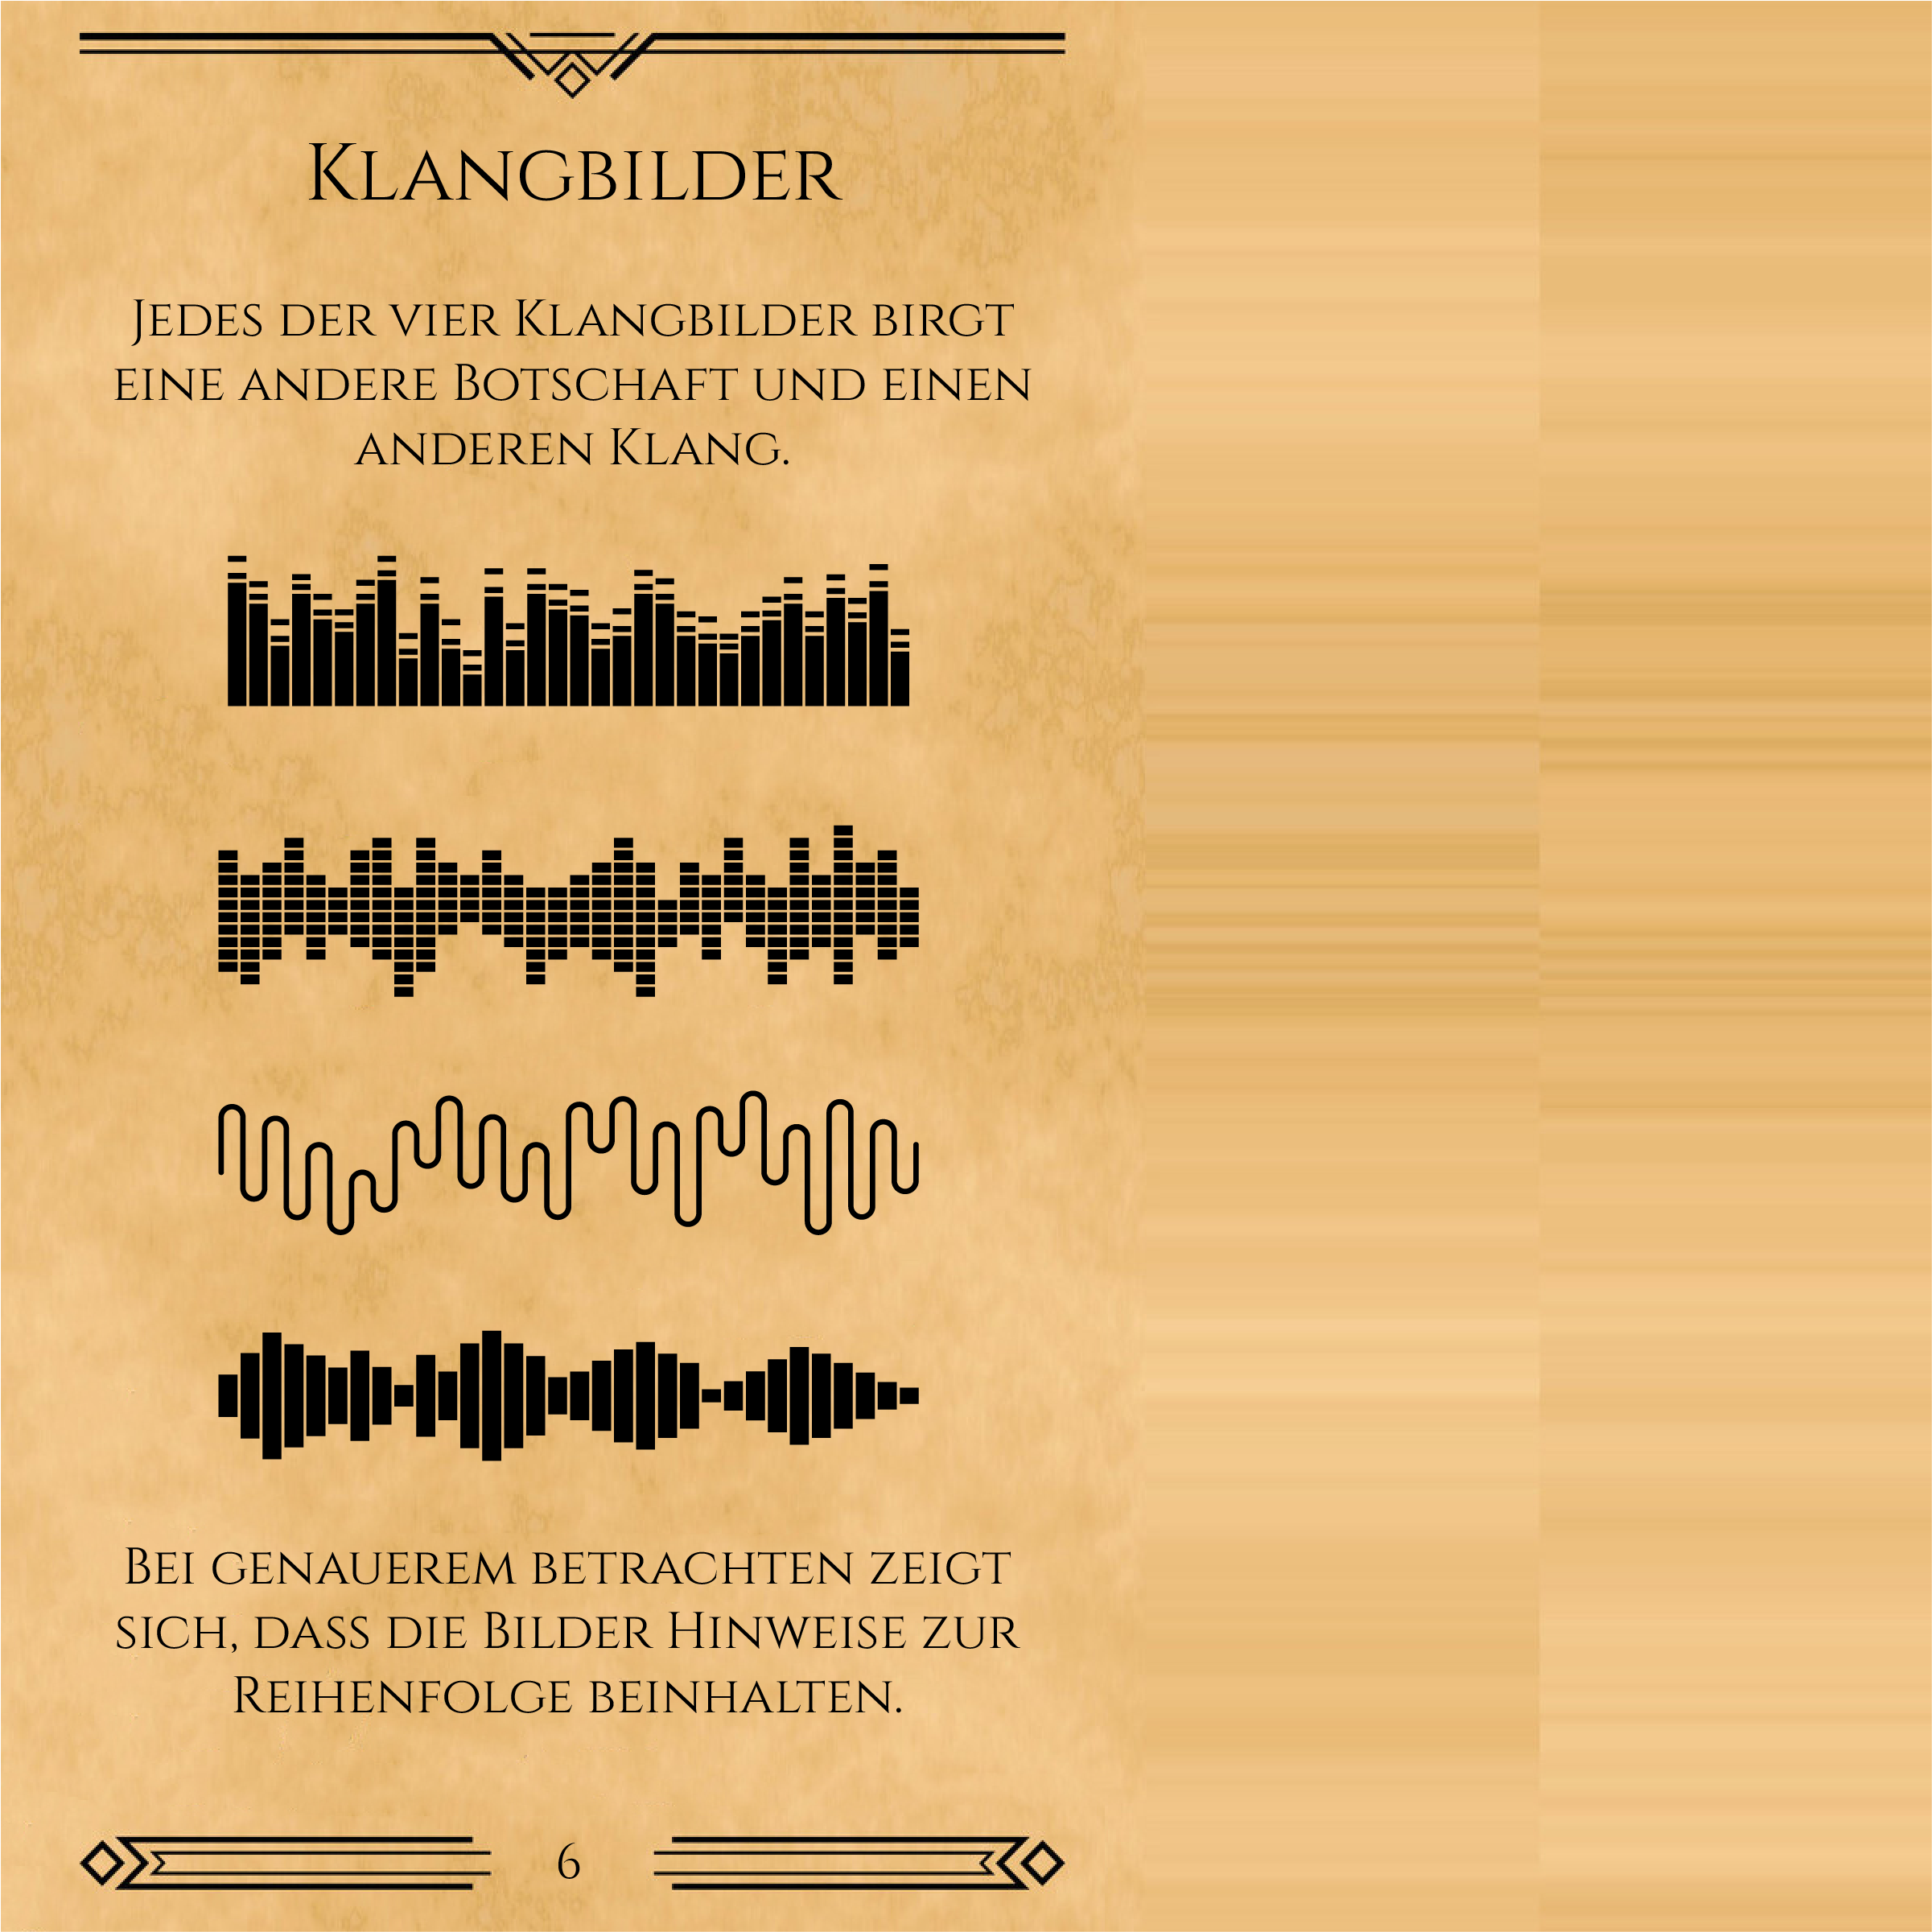 Klangbilder
Jedes der vier Klangbilder birgt
eine andere Botschaft und einen
anderen Klang.
Bei genauerem betrachten zeigt
sich, dass die Bilder Hinweise zur
Reihenfolge beinhalten.
6